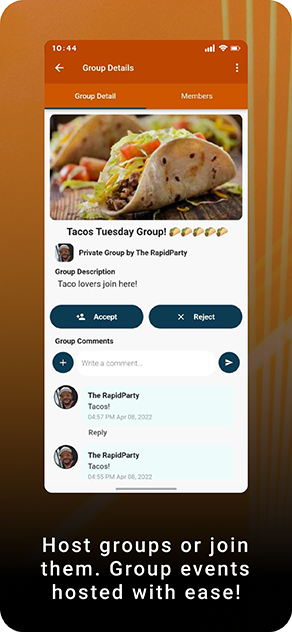 10:44
Group Details
Group Detail Members
Tacos Tuesday Group! 🌮🌮🌮🌮🌮
Private Group by The RapidParty
Group Description
Taco lovers join here!
Accept Reject
Group Comments
Write a comment...
The RapidParty
Tacos!
04:57 PM Apr 08, 2022
Reply
The RapidParty
Tacos!
04:55 PM Apr 08, 2022
Host groups or join
them. Group events
hosted with ease!